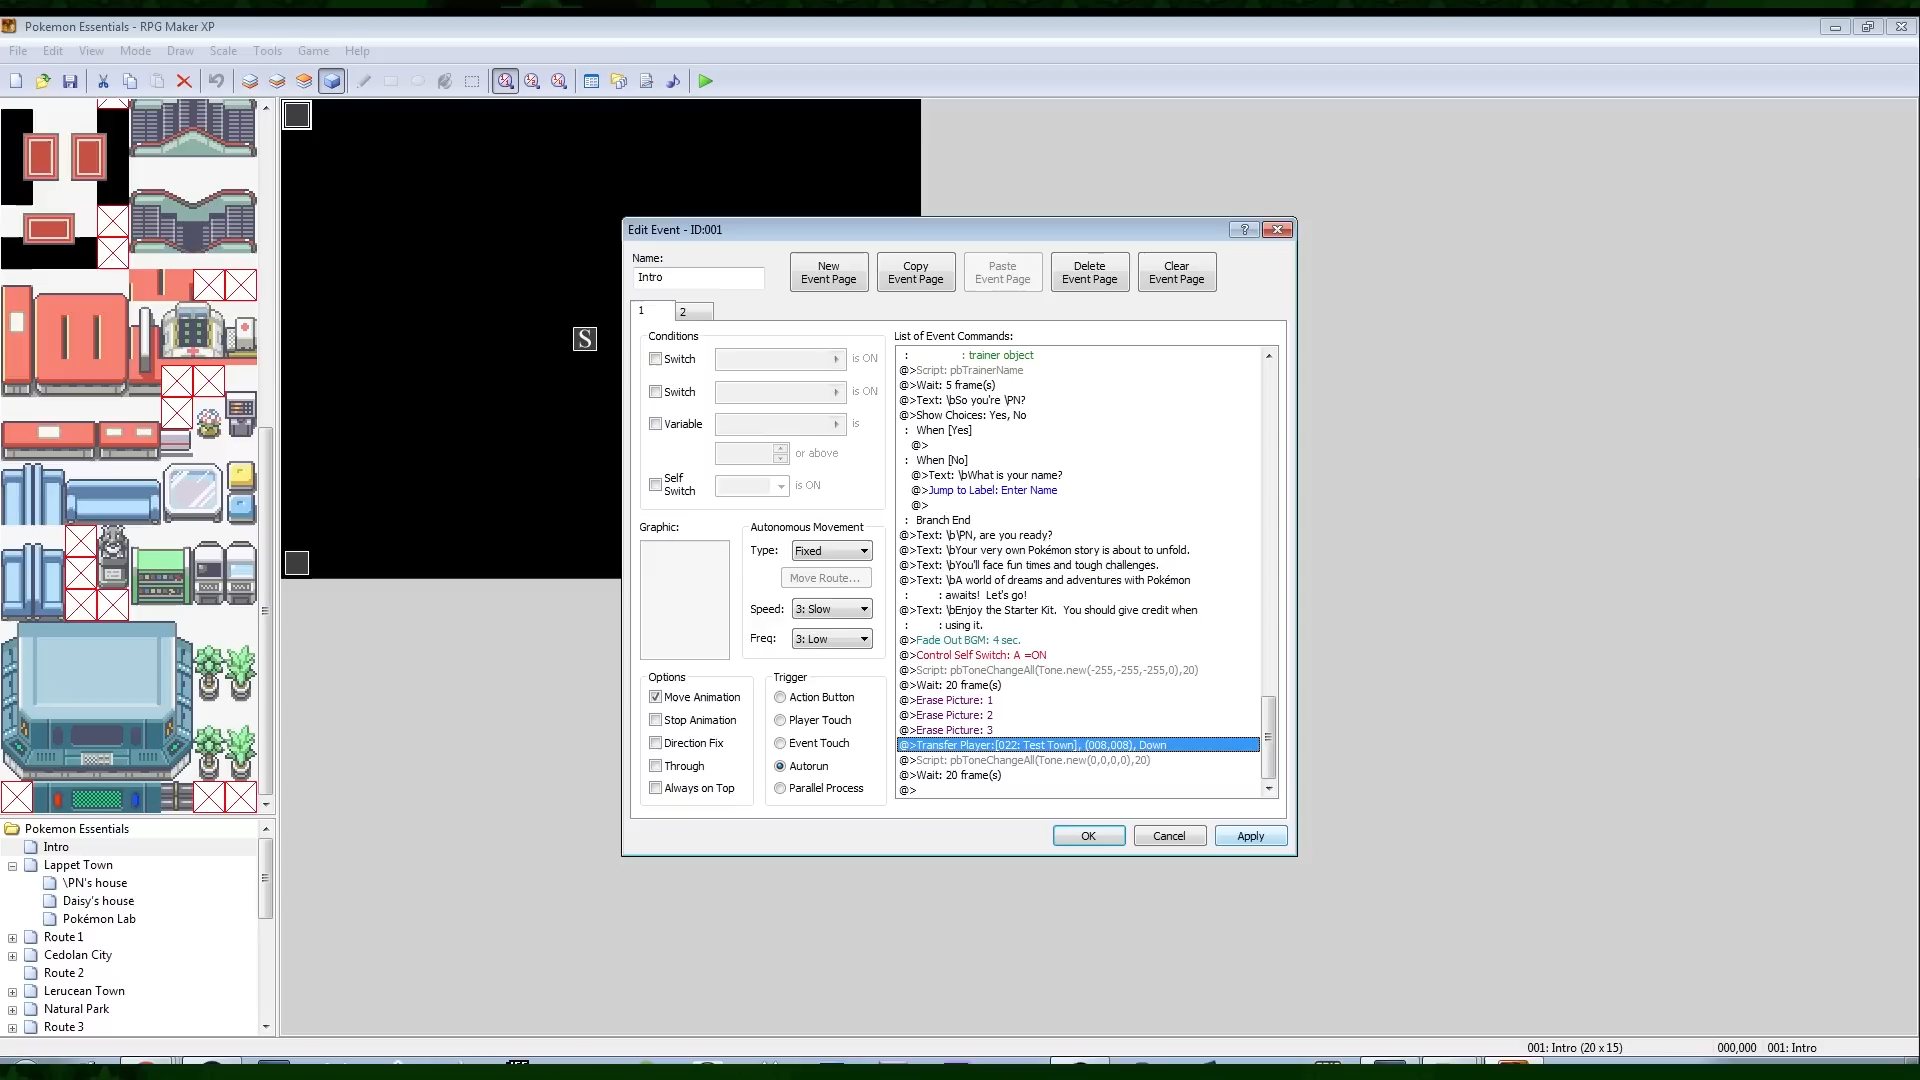 Pokemon Essentials - RPG Maker XP
File Edit View Mode Draw Scale Tools Game Help
Edit Event - ID:001
?
Name:
Intro
New Event Page
Copy Event Page
Paste Event Page
Delete Event Page
Clear Event Page
1 2
Conditions
Switch is ON
Switch is ON
Variable is
or above
Self Switch is ON
Graphic:
Autonomous Movement
Type: Fixed
Move Route...
Speed: 3: Slow
Freq: 3: Low
Options
Move Animation
Stop Animation
Direction Fix
Through
Always on Top
Trigger
Action Button
Player Touch
Event Touch
Autorun
Parallel Process
List of Event Commands:
: : trainer object
@>Script: pbTrainerName
@>Wait: 5 frame(s)
@>Text: \bSo you're \PN?
@>Show Choices: Yes, No
: When [Yes]
@>
: When [No]
@>Text: \bWhat is your name?
@>Jump to Label: Enter Name
@>
: Branch End
@>Text: \b\PN, are you ready?
@>Text: \bYour very own Pokémon story is about to unfold.
@>Text: \bYou'll face fun times and tough challenges.
@>Text: \bA world of dreams and adventures with Pokémon
: : awaits! Let's go!
@>Text: \bEnjoy the Starter Kit. You should give credit when
: : using it.
@>Fade Out BGM: 4 sec.
@>Control Self Switch: A =ON
@>Script: pbToneChangeAll(Tone.new(-255,-255,-255,0),20)
@>Wait: 20 frame(s)
@>Erase Picture: 1
@>Erase Picture: 2
@>Erase Picture: 3
@>Transfer Player:[022: Test Town], (008,008), Down
@>Script: pbToneChangeAll(Tone.new(0,0,0,0),20)
@>Wait: 20 frame(s)
@>
OK Cancel Apply
S
Pokemon Essentials
Intro
Lappet Town
\PN's house
Daisy's house
Pokémon Lab
Route 1
Cedolan City
Route 2
Lerucean Town
Natural Park
Route 3
001: Intro (20 x 15) 000,000 001: Intro